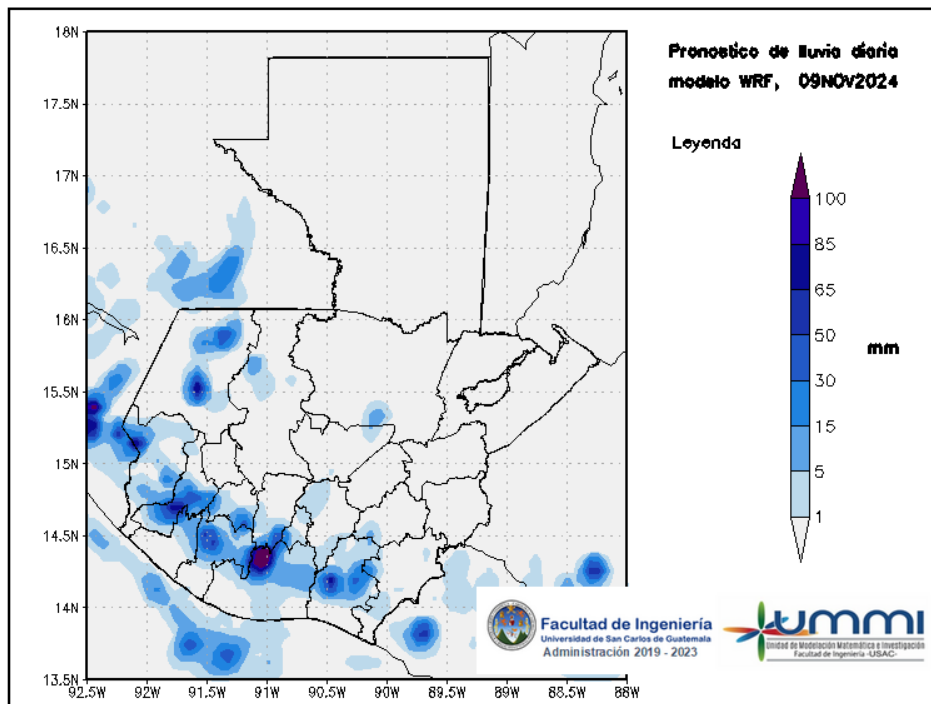 Pronostico de lluvia diaria
modelo WRF, 09NOV2024
Leyenda
100
85
65
50
30
15
5
1
mm
18N
17.5N
17N
16.5N
16N
15.5N
15N
14.5N
14N
13.5N
92.5W
92W
91.5W
91W
90.5W
90W
89.5W
89W
88.5W
88W
Facultad de Ingeniería
Universidad de San Carlos de Guatemala
Administración 2019 - 2023
UMMI
Unidad de Modelación Matemática e Investigación
Facultad de Ingeniería -USAC-